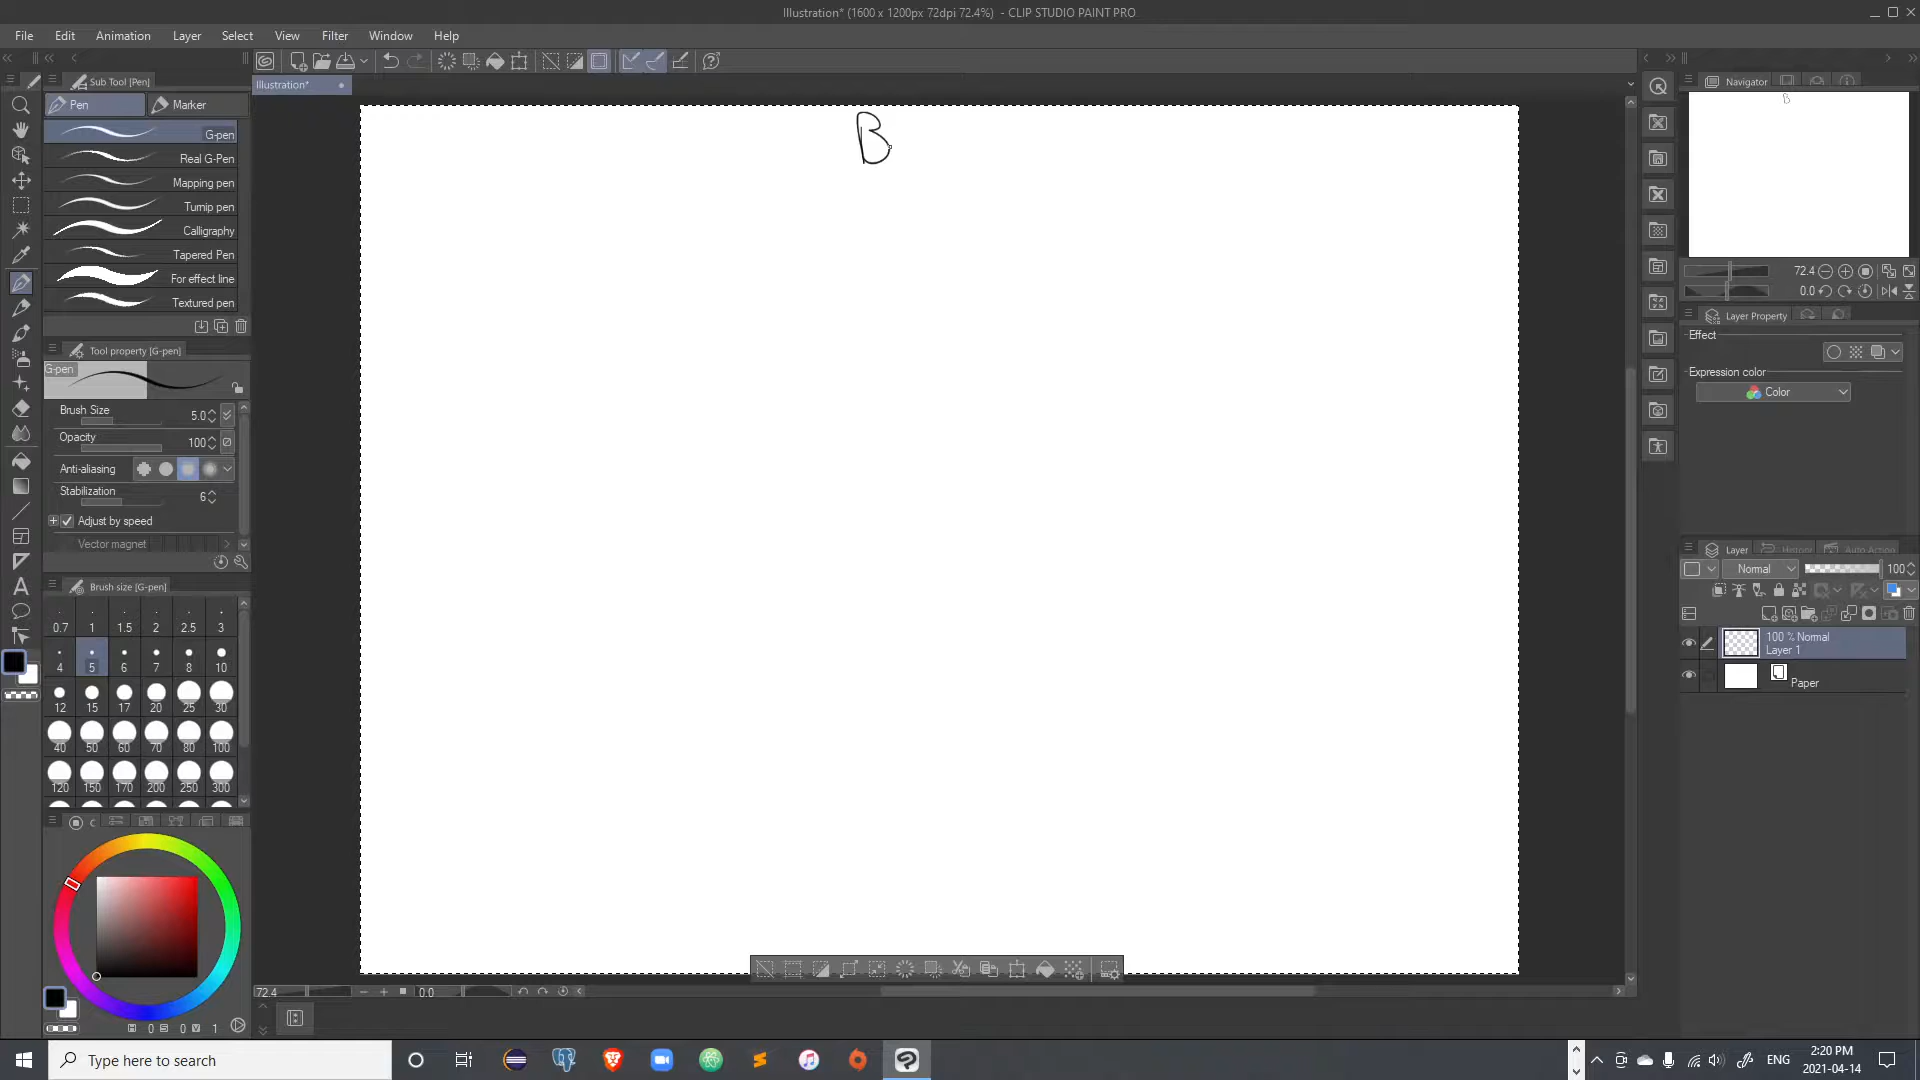 Illustration* (1600 x 1200px 72dpi 72.4%) - CLIP STUDIO PAINT PRO
File Edit Animation Layer Select View Filter Window Help
Sub Tool [Pen]
Illustration*
Navigator
Pen Marker
B
G-pen
Real G-Pen
Mapping pen
Turnip pen
Calligraphy
Tapered Pen
For effect line
Textured pen
72.4
0.0
Layer Property
Effect
Expression color
Color
Tool property [G-pen]
G-pen
Brush Size 5.0
Opacity 100
Anti-aliasing
Stabilization 6
Adjust by speed
Vector magnet
Layer History Auto Action
Normal 100
Brush size [G-pen]
0.7 1 1.5 2 2.5 3
4 5 6 7 8 10
12 15 17 20 25 30
40 50 60 70 80 100
120 150 170 200 250 300
100 % Normal
Layer 1
Paper
C
72.4 0.0
0 0 1
Type here to search
ENG
2:20 PM
2021-04-14